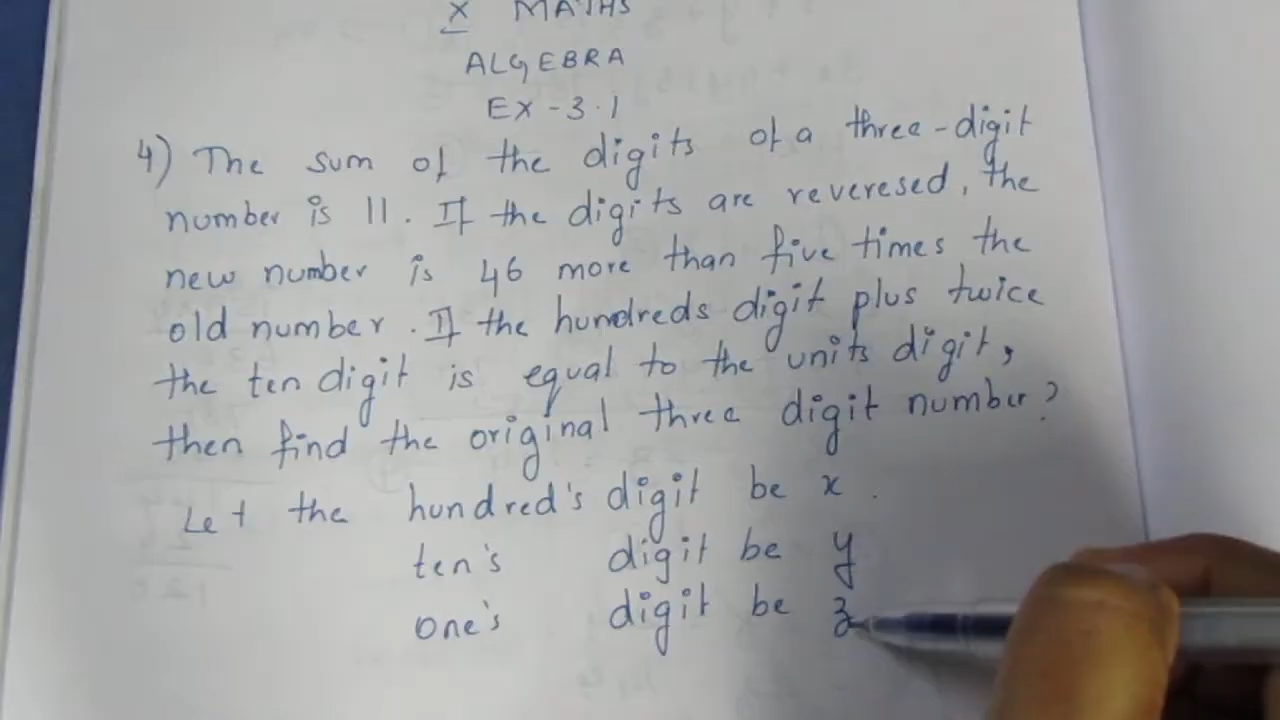 X MATHS
ALGEBRA
EX - 3.1
4) The sum of the digits of a three-digit
number is 11. If the digits are reveresed, the
new number is 46 more than five times the
old number. If the hundreds digit plus twice
the ten digit is equal to the units digit,
then find the original three digit number?
Let the hundred's digit be x.
ten's digit be y
one's digit be z